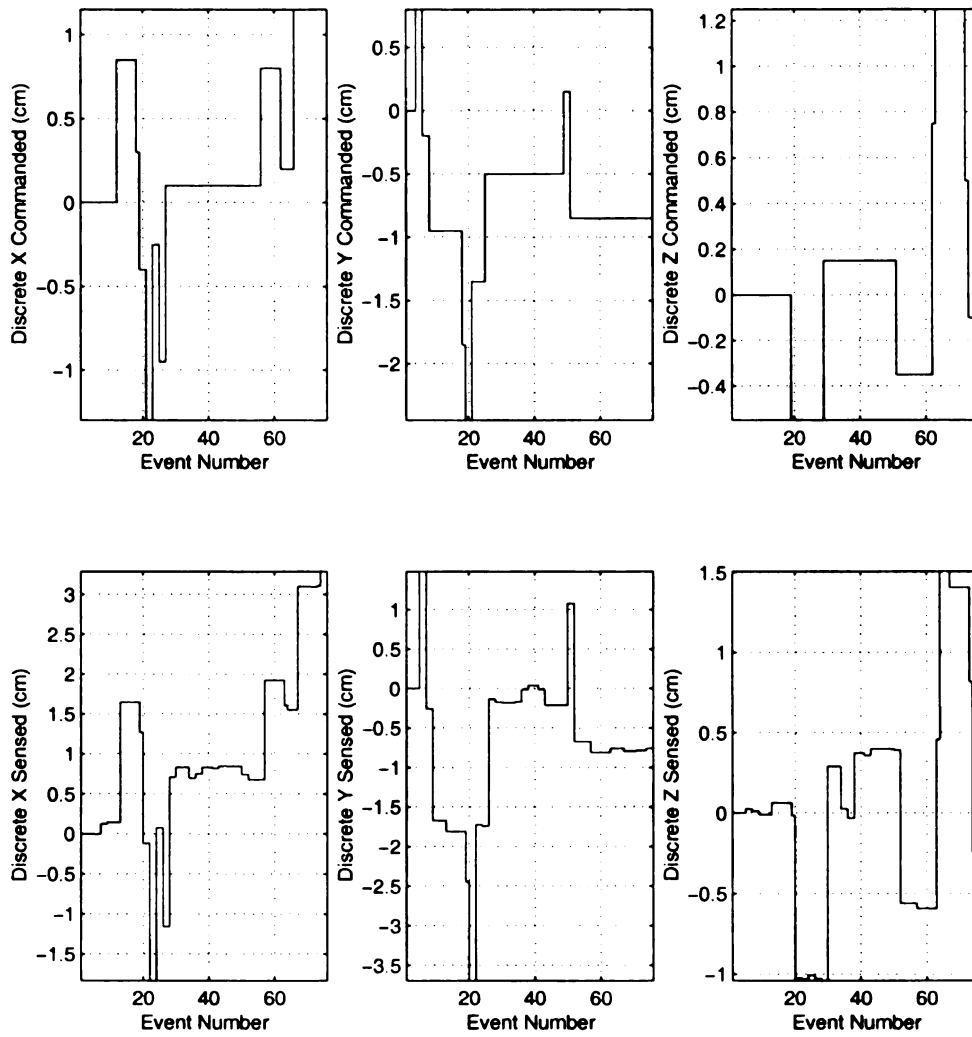 Discrete X Commanded (cm)
1
0.5
0
−0.5
−1
20 40 60
Event Number
Discrete Y Commanded (cm)
0.5
0
−0.5
−1
−1.5
−2
20 40 60
Event Number
Discrete Z Commanded (cm)
1.2
1
0.8
0.6
0.4
0.2
0
−0.2
−0.4
20 40 60
Event Number
Discrete X Sensed (cm)
3
2.5
2
1.5
1
0.5
0
−0.5
−1
−1.5
20 40 60
Event Number
Discrete Y Sensed (cm)
1
0.5
0
−0.5
−1
−1.5
−2
−2.5
−3
−3.5
20 40 60
Event Number
Discrete Z Sensed (cm)
1.5
1
0.5
0
−0.5
−1
20 40 60
Event Number